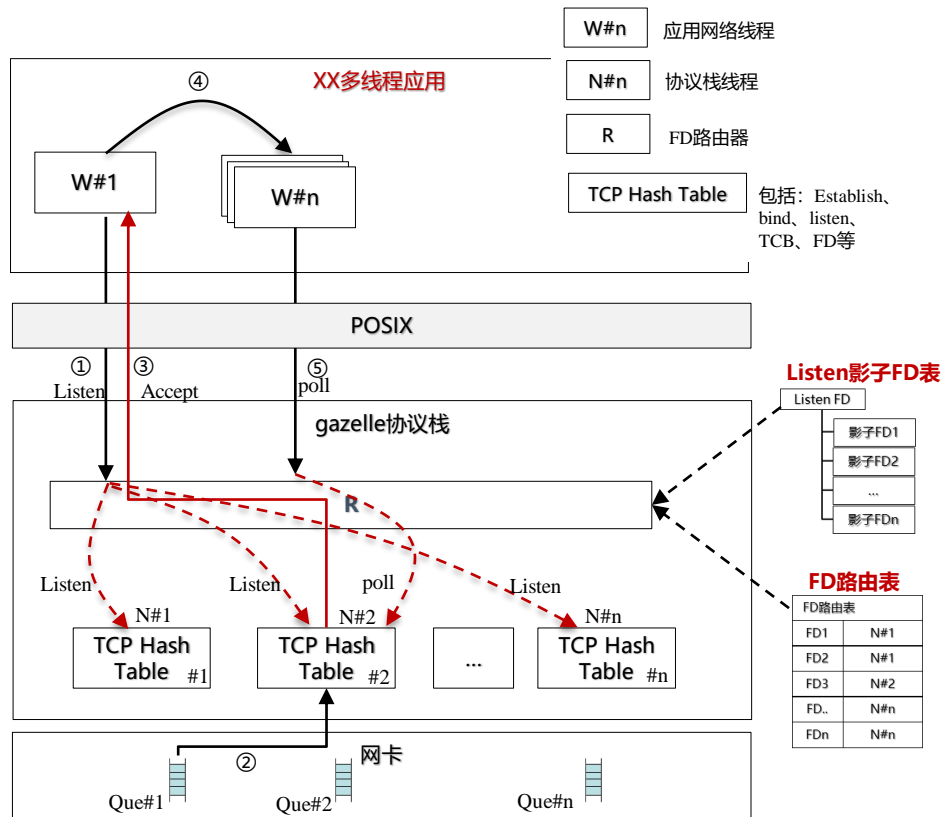 W#n
应用网络线程
N#n
协议栈线程
R
FD路由器
TCP Hash Table
包括：Establish、
bind、listen、
TCB、FD等
XX多线程应用
④
W#1
W#n
POSIX
①
Listen
③
Accept
⑤
poll
gazelle协议栈
R
Listen
Listen
poll
Listen
N#1
N#2
N#n
TCP Hash
Table
#1
TCP Hash
Table
#2
...
TCP Hash
Table
#n
②
网卡
Que#1
Que#2
Que#n
Listen影子FD表
Listen FD
影子FD1
影子FD2
...
影子FDn
FD路由表
FD路由表
FD1 N#1
FD2 N#1
FD3 N#2
FD.. N#n
FDn N#n